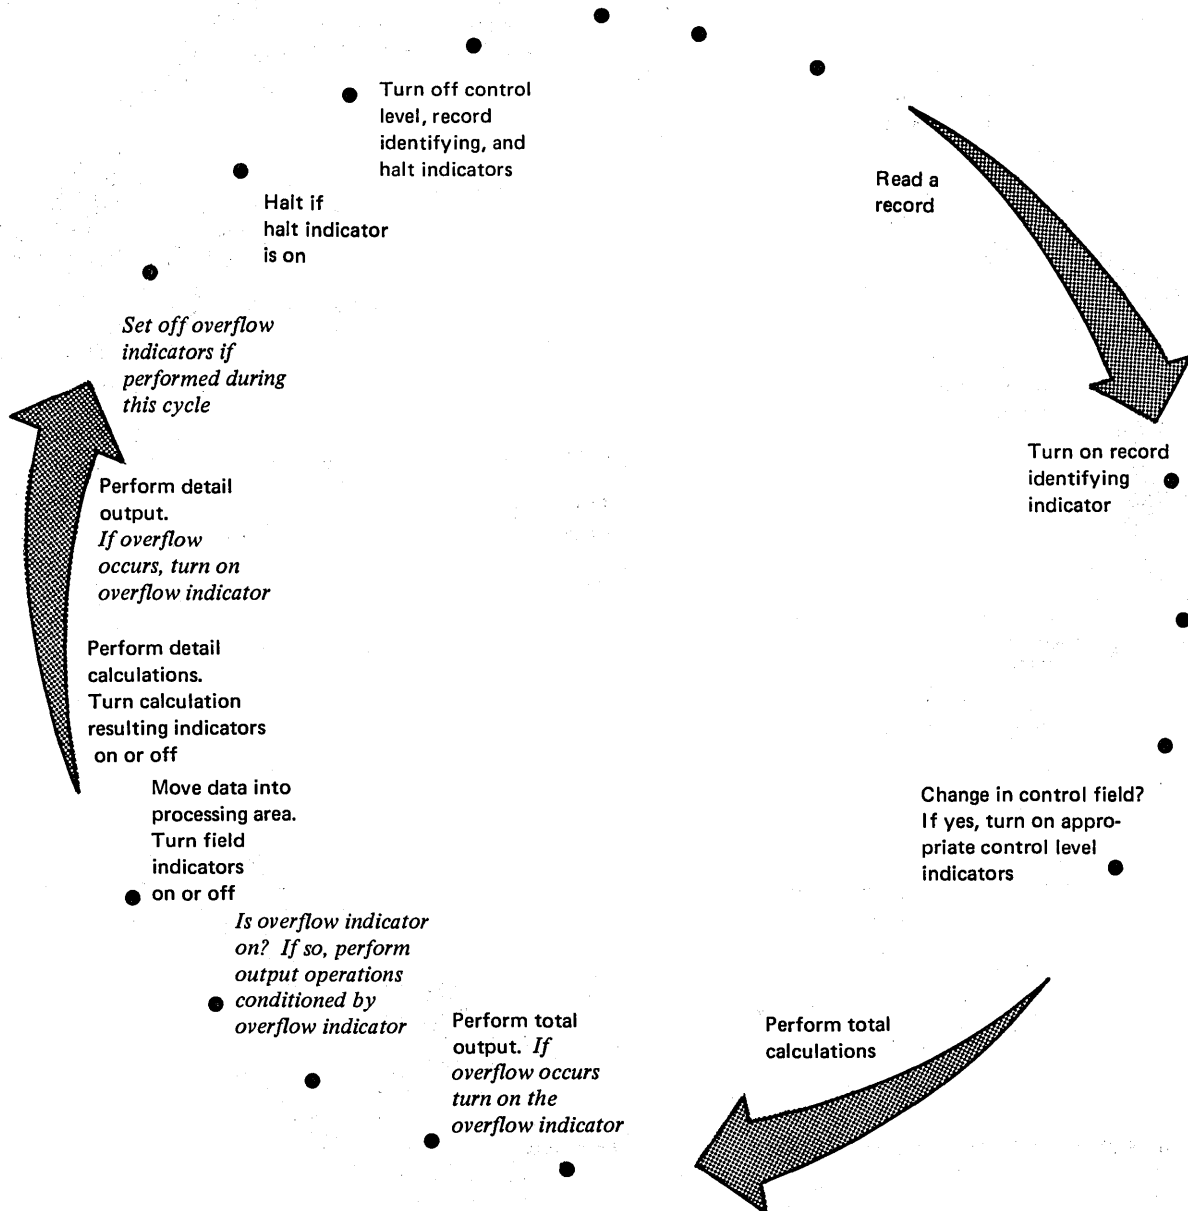 Turn off control
level, record
identifying, and
halt indicators
Read a
record
Halt if
halt indicator
is on
Set off overflow
indicators if
performed during
this cycle
Turn on record
identifying
indicator
Perform detail
output.
If overflow
occurs, turn on
overflow indicator
Perform detail
calculations.
Turn calculation
resulting indicators
on or off
Move data into
processing area.
Turn field
indicators
on or off
Change in control field?
If yes, turn on appro-
priate control level
indicators
Is overflow indicator
on? If so, perform
output operations
conditioned by
overflow indicator
Perform total
output. If
overflow occurs
turn on the
overflow indicator
Perform total
calculations